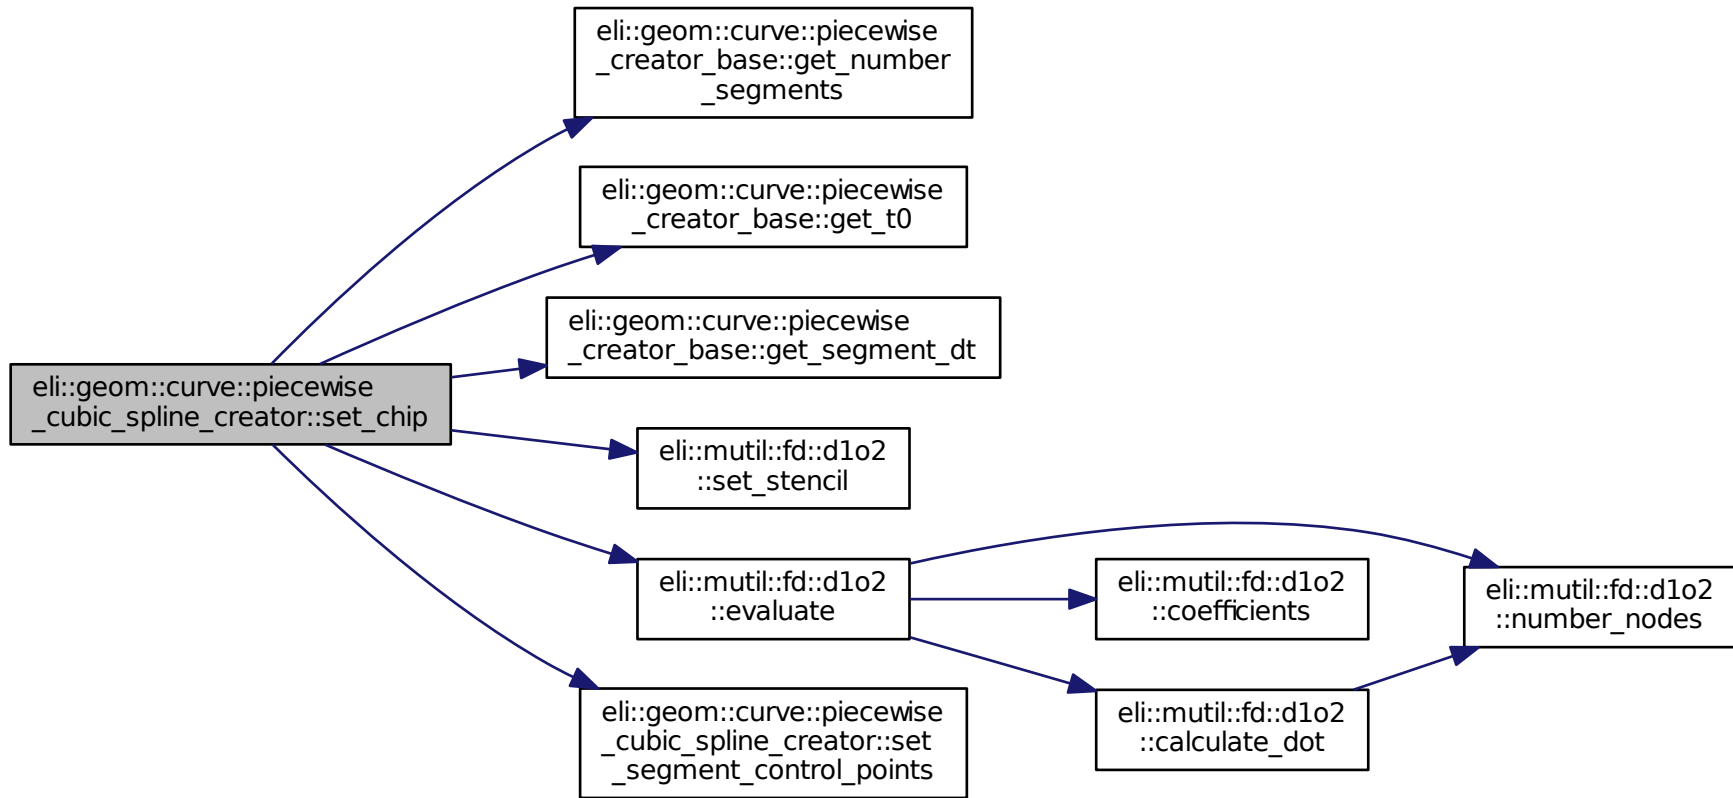 eli::geom::curve::piecewise
_creator_base::get_number
_segments
eli::geom::curve::piecewise
_creator_base::get_t0
eli::geom::curve::piecewise
_creator_base::get_segment_dt
eli::geom::curve::piecewise
_cubic_spline_creator::set_chip
eli::mutil::fd::d1o2
::set_stencil
eli::mutil::fd::d1o2
::evaluate
eli::mutil::fd::d1o2
::coefficients
eli::mutil::fd::d1o2
::number_nodes
eli::geom::curve::piecewise
_cubic_spline_creator::set
_segment_control_points
eli::mutil::fd::d1o2
::calculate_dot